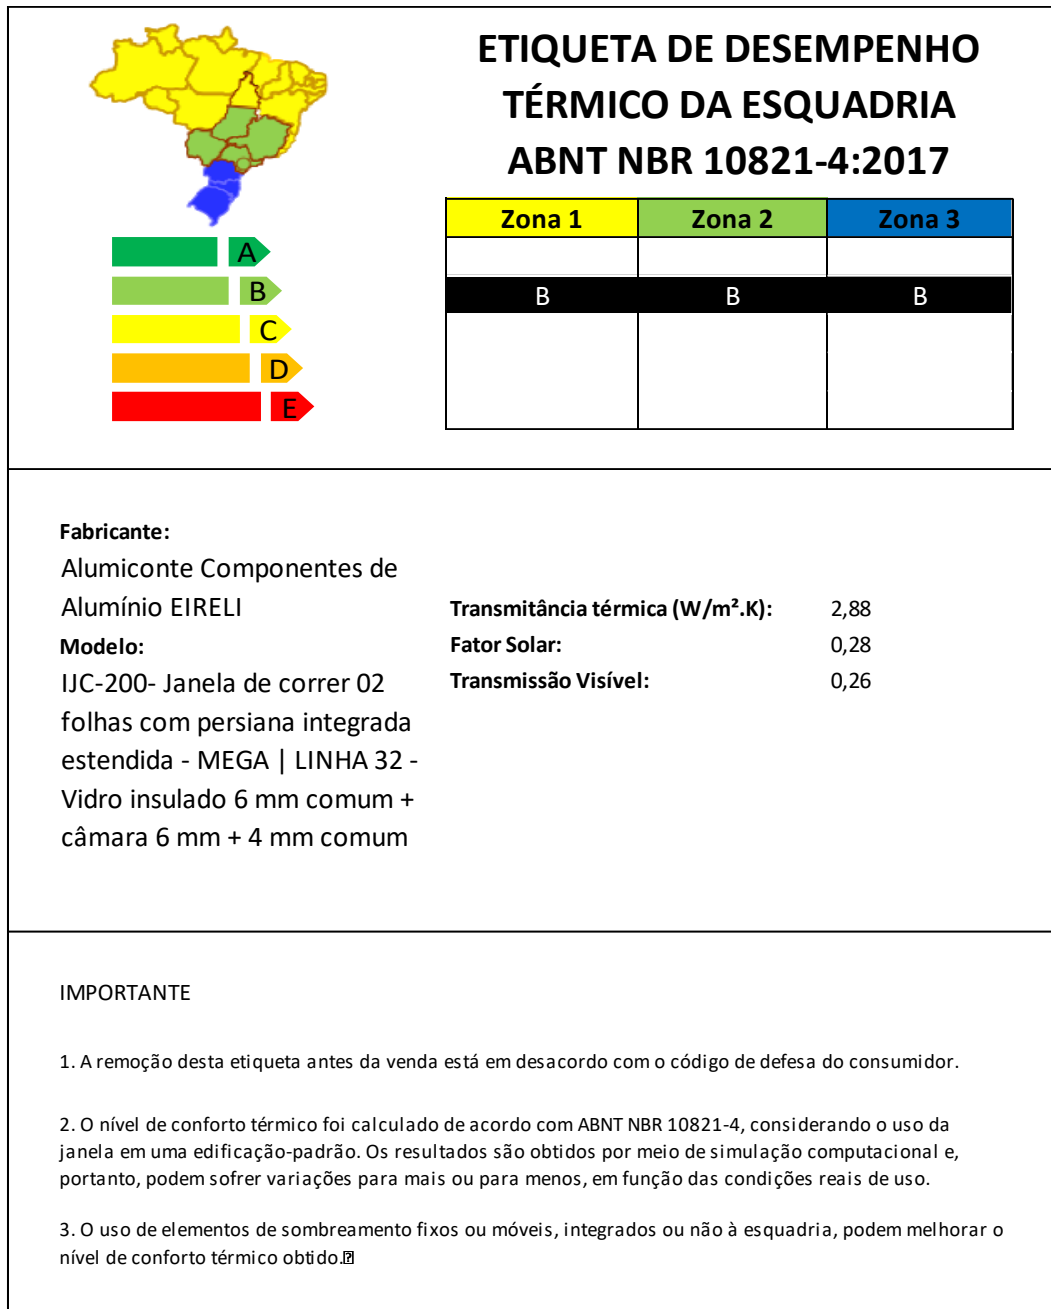 ETIQUETA DE DESEMPENHO
TÉRMICO DA ESQUADRIA
ABNT NBR 10821-4:2017
Zona 1 Zona 2 Zona 3
B B B
A
B
C
D
E
Fabricante:
Alumiconte Componentes de
Alumínio EIRELI
Modelo:
IJC-200- Janela de correr 02
folhas com persiana integrada
estendida - MEGA | LINHA 32 -
Vidro insulado 6 mm comum +
câmara 6 mm + 4 mm comum
Transmitância térmica (W/m².K): 2,88
Fator Solar: 0,28
Transmissão Visível: 0,26
IMPORTANTE
1. A remoção desta etiqueta antes da venda está em desacordo com o código de defesa do consumidor.
2. O nível de conforto térmico foi calculado de acordo com ABNT NBR 10821-4, considerando o uso da
janela em uma edificação-padrão. Os resultados são obtidos por meio de simulação computacional e,
portanto, podem sofrer variações para mais ou para menos, em função das condições reais de uso.
3. O uso de elementos de sombreamento fixos ou móveis, integrados ou não à esquadria, podem melhorar o
nível de conforto térmico obtido.